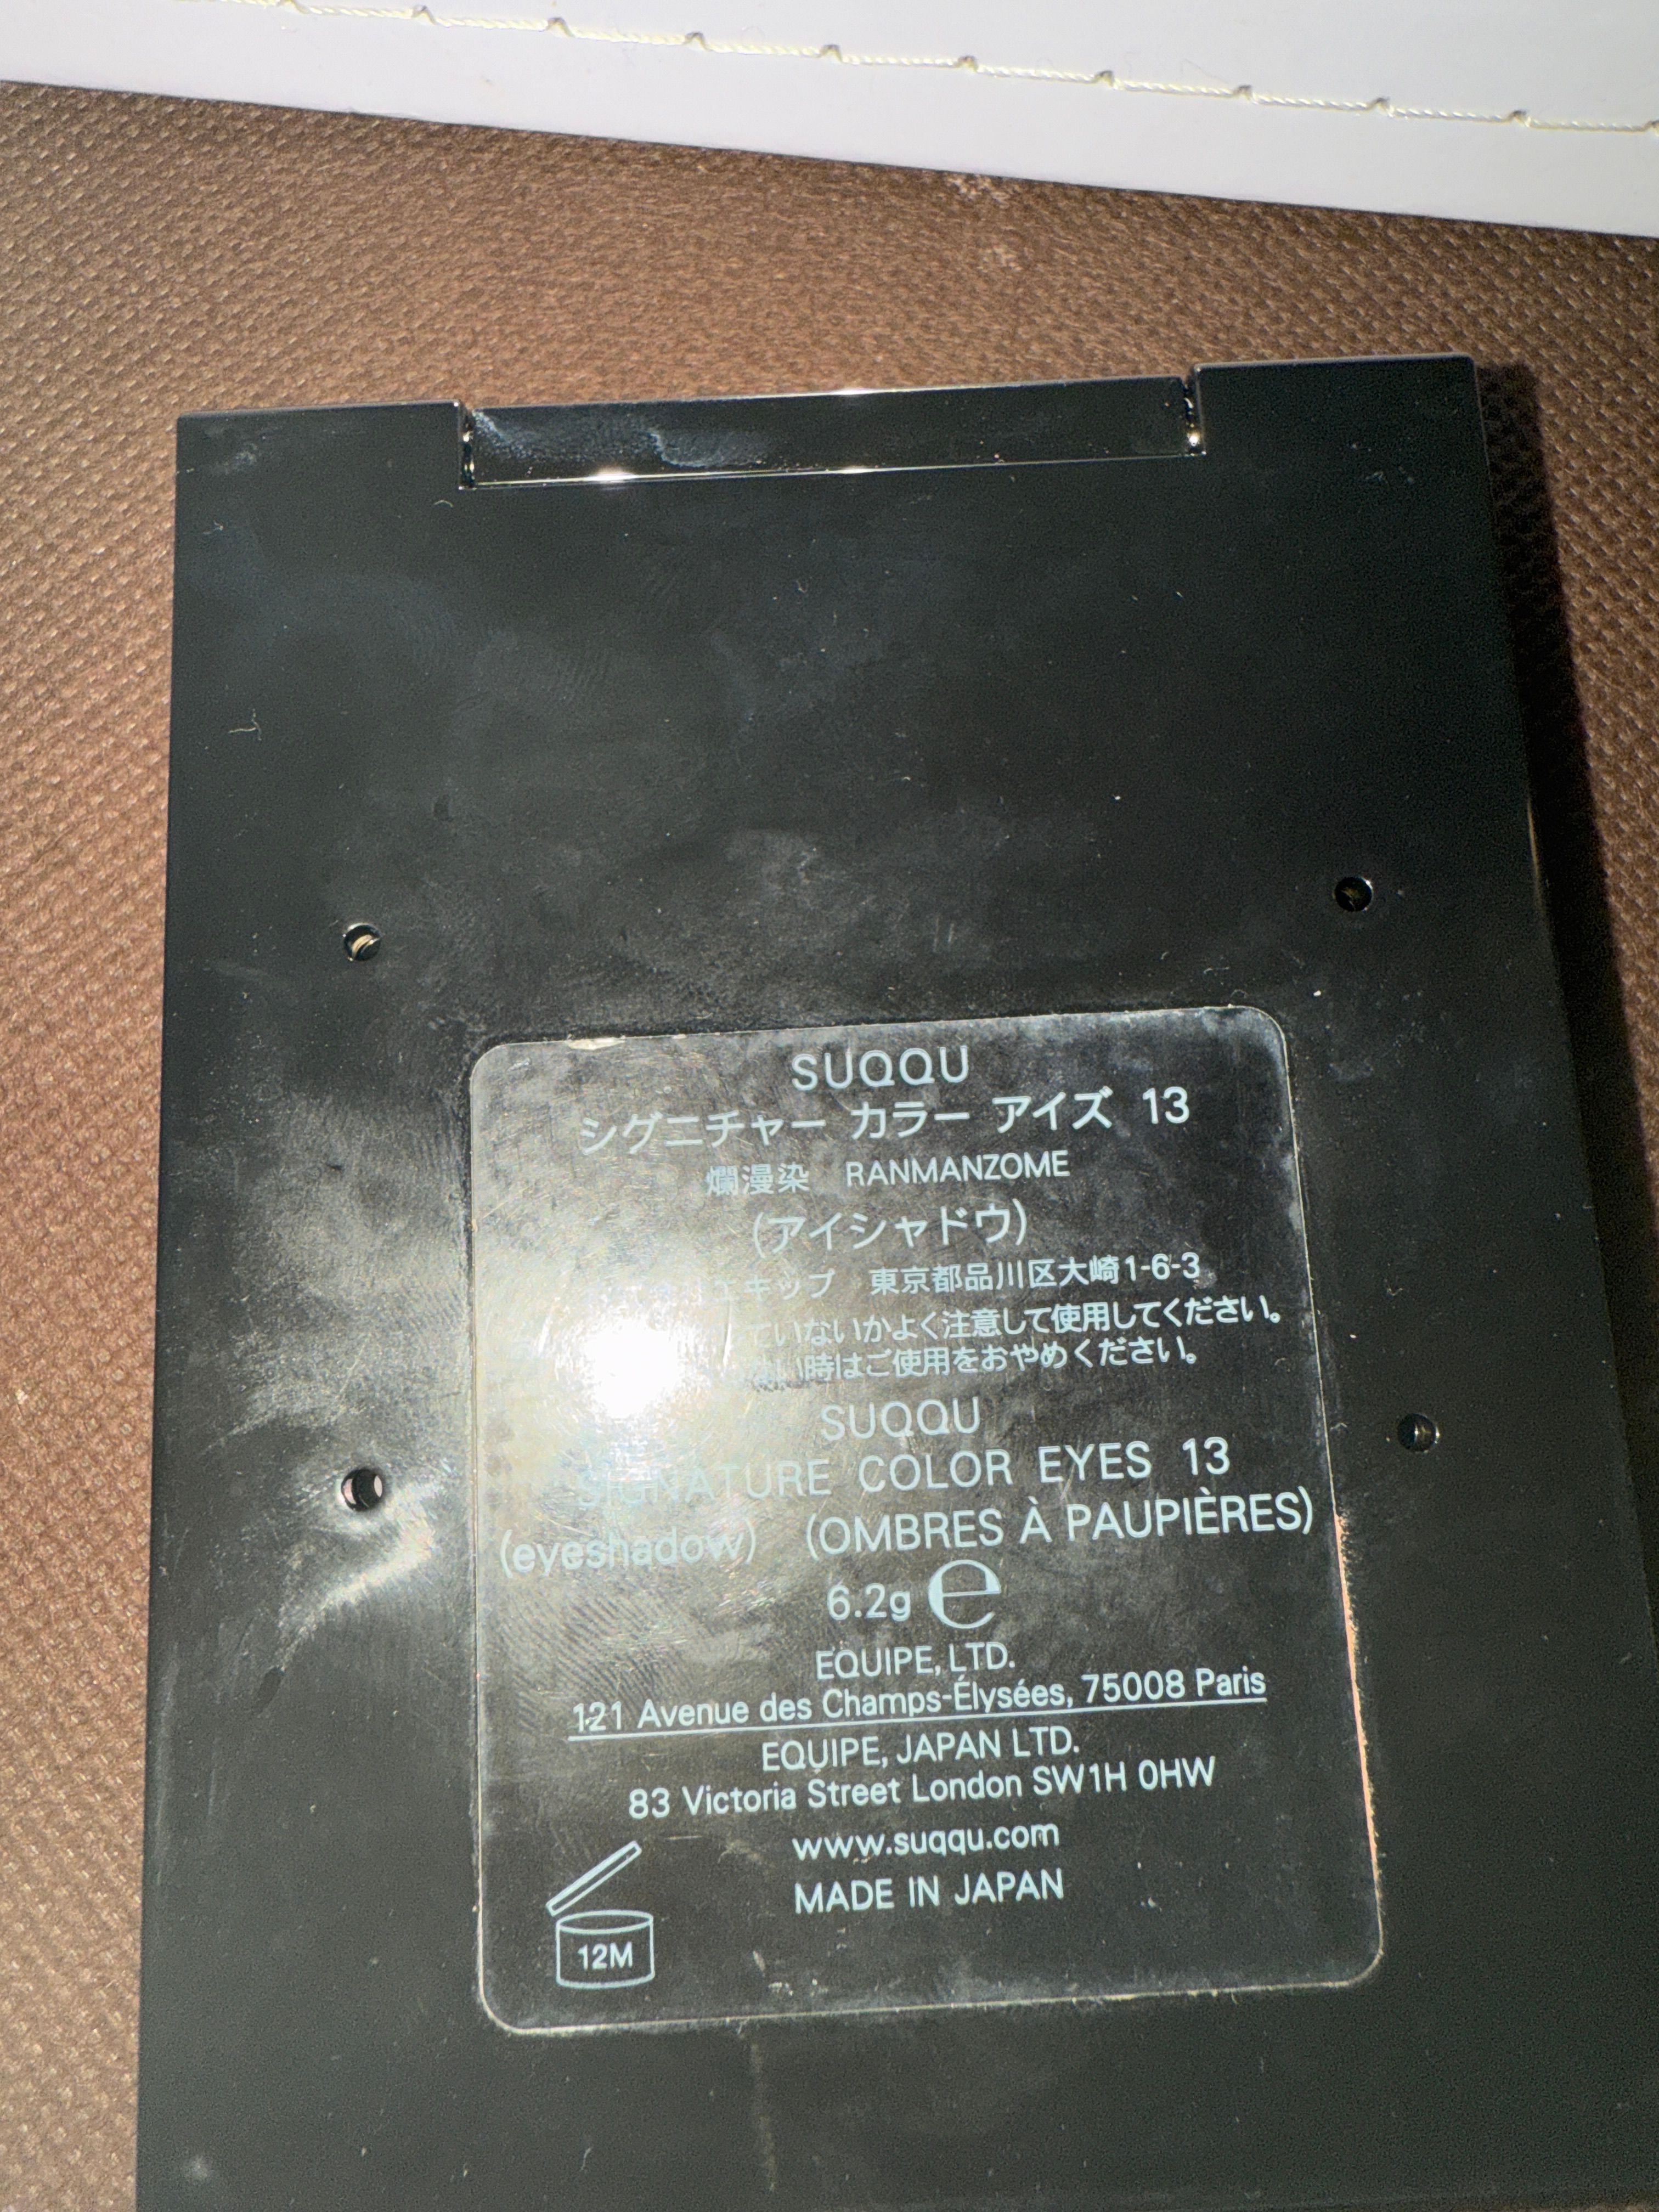 SUQQU
シグニチャー カラー アイズ 13
爛漫染 RANMANZOME
(アイシャドウ)
エキップ 東京都品川区大崎1-6-3
ていないかよく注意して使用してください。
い時はご使用をおやめください。
SUQQU
SIGNATURE COLOR EYES 13
(eyeshadow) (OMBRES À PAUPIÈRES)
6.2g ℮
EQUIPE, LTD.
121 Avenue des Champs-Élysées, 75008 Paris
EQUIPE, JAPAN LTD.
83 Victoria Street London SW1H 0HW
www.suqqu.com
MADE IN JAPAN
12M